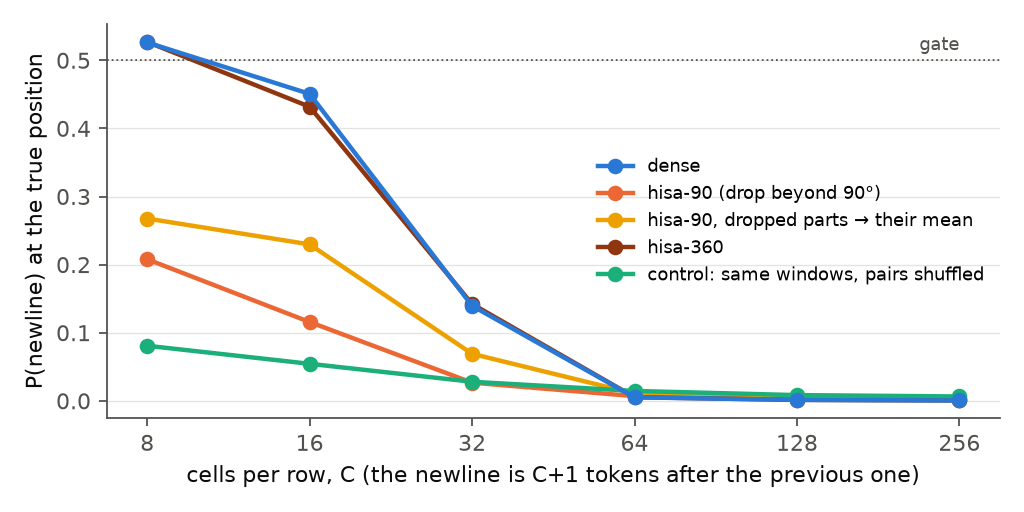 gate
0.5
0.4
0.3
0.2
0.1
0.0
P(newline) at the true position
dense
hisa-90 (drop beyond 90°)
hisa-90, dropped parts → their mean
hisa-360
control: same windows, pairs shuffled
8 16 32 64 128 256
cells per row, C (the newline is C+1 tokens after the previous one)